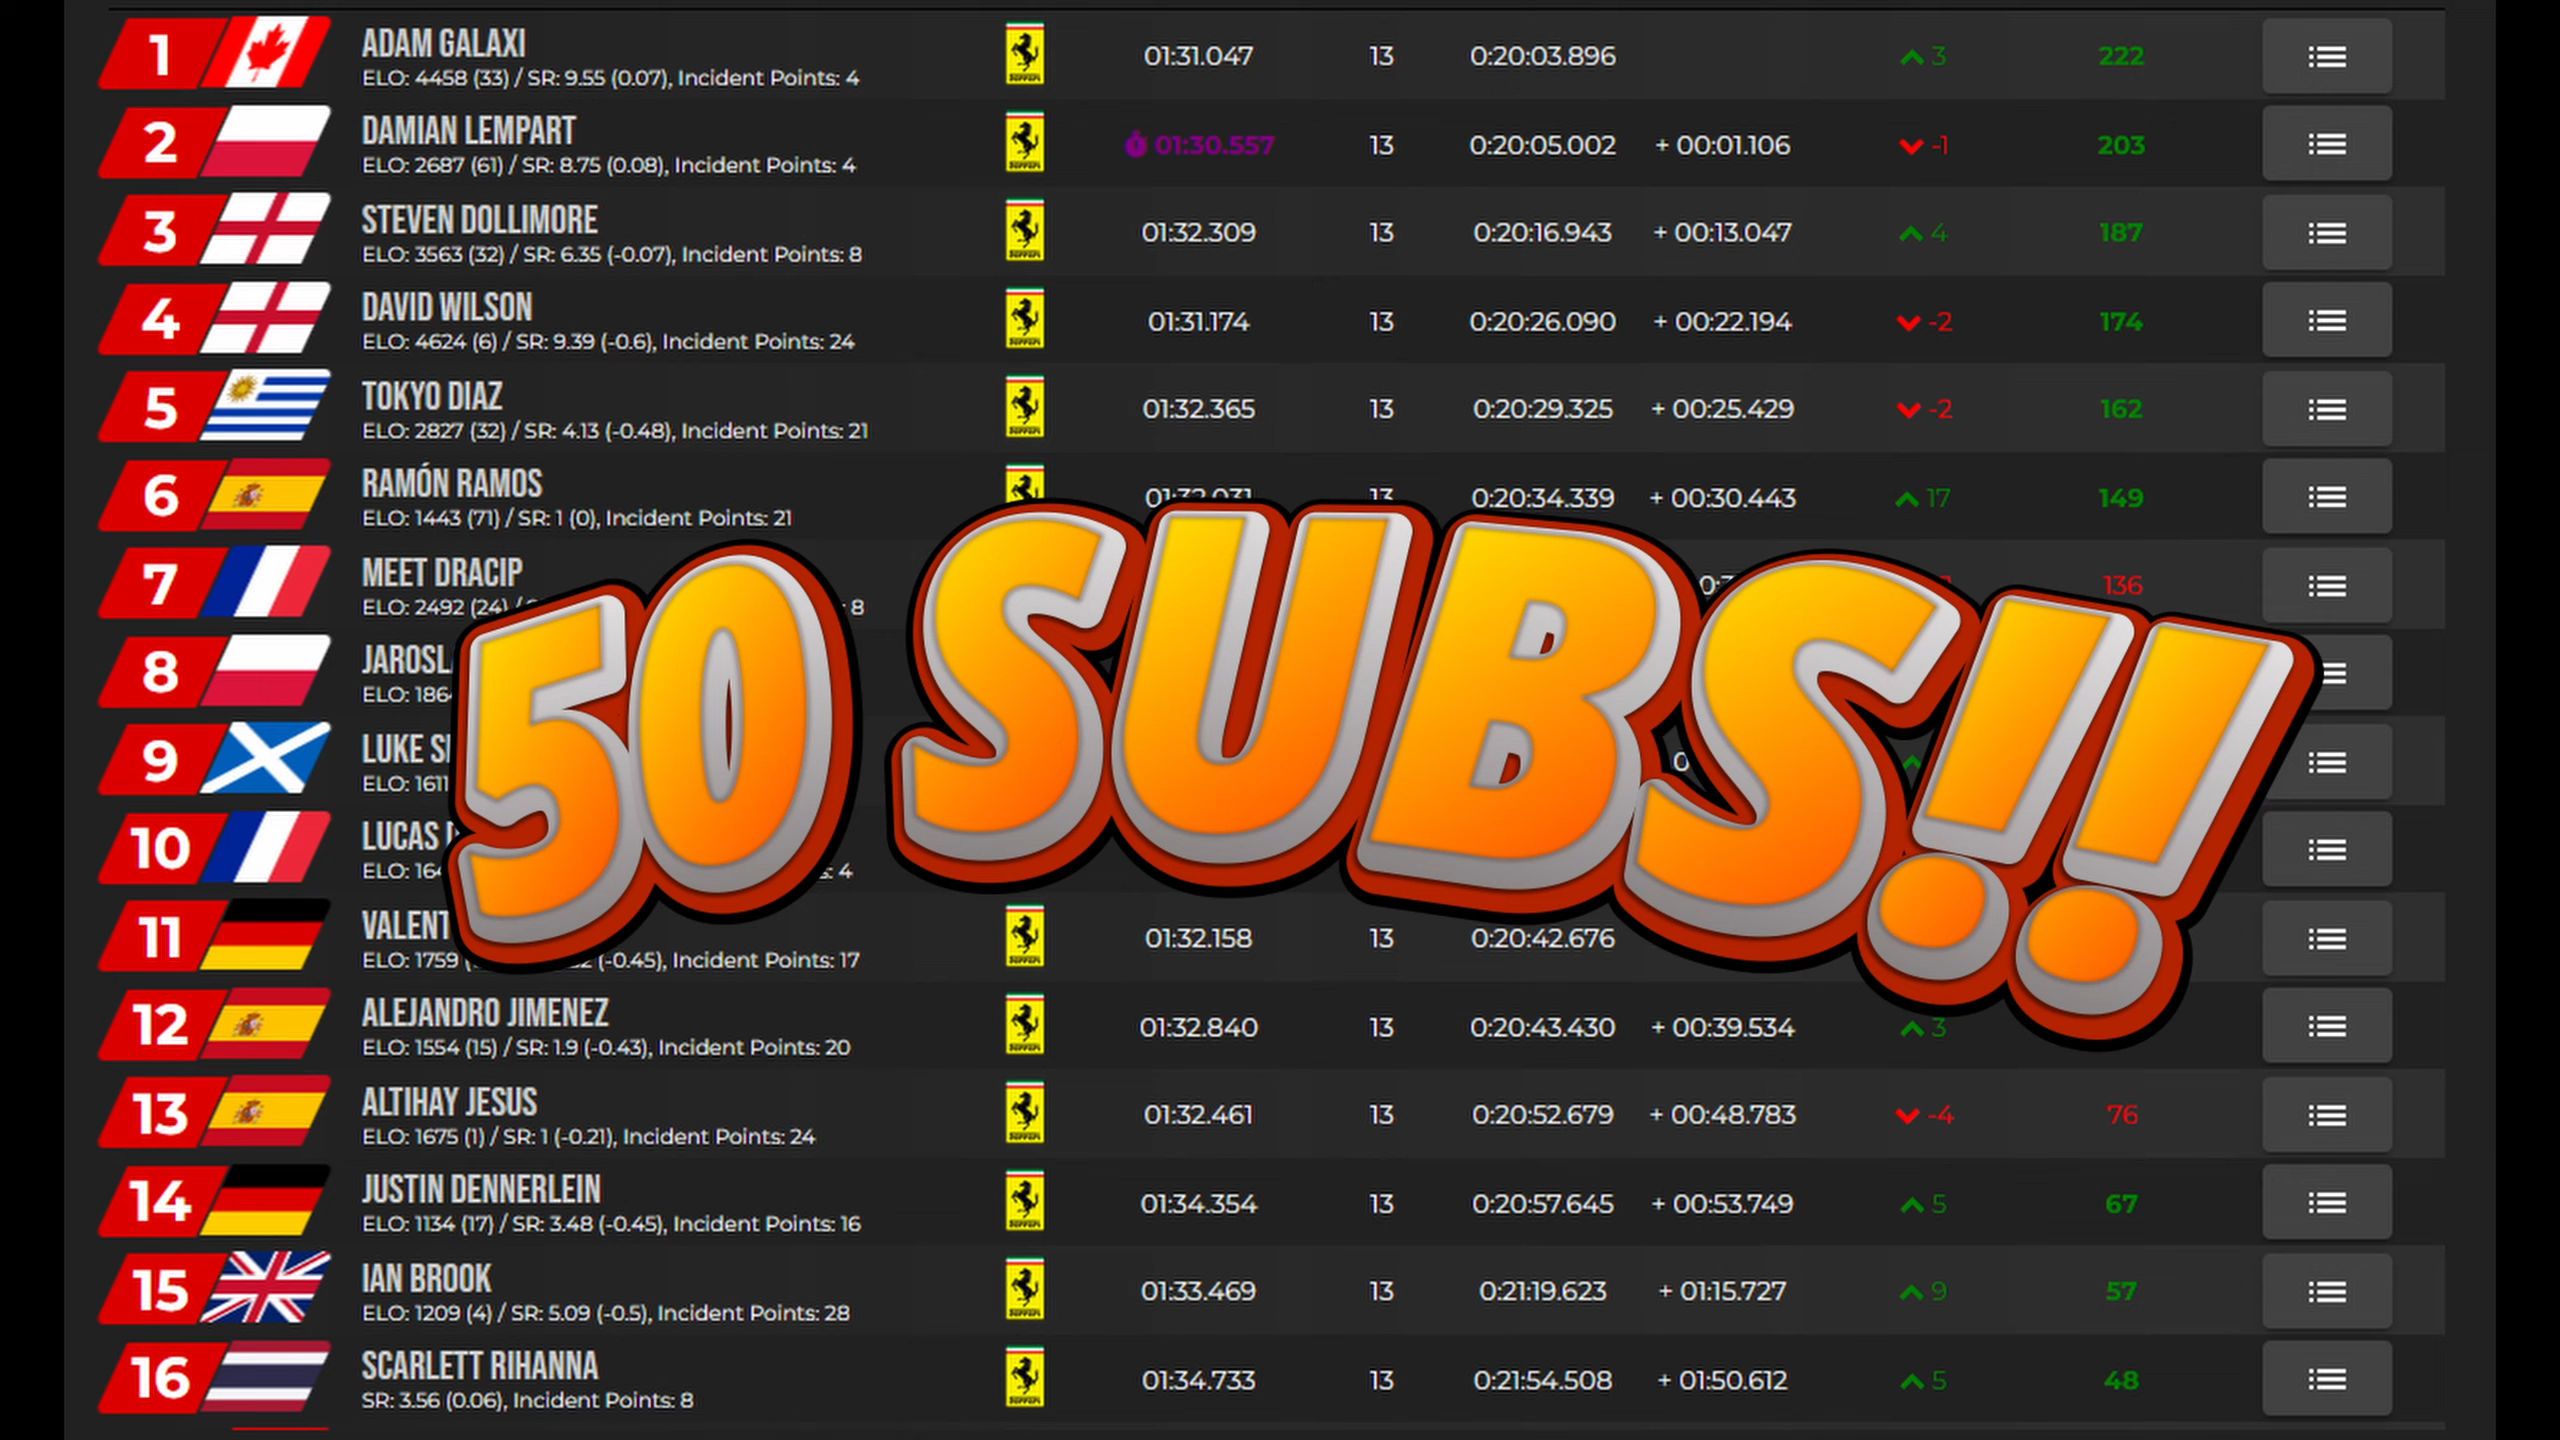 1 ADAM GALAXI 01:31.047 13 0:20:03.896 3 222
ELO: 4458 (33) / SR: 9.55 (0.07), Incident Points: 4
2 DAMIAN LEMPART 01:30.557 13 0:20:05.002 + 00:01.106 -1 203
ELO: 2687 (61) / SR: 8.75 (0.08), Incident Points: 4
3 STEVEN DOLLIMORE 01:32.309 13 0:20:16.943 + 00:13.047 4 187
ELO: 3563 (32) / SR: 6.35 (-0.07), Incident Points: 8
4 DAVID WILSON 01:31.174 13 0:20:26.090 + 00:22.194 -2 174
ELO: 4624 (6) / SR: 9.39 (-0.6), Incident Points: 24
5 TOKYO DIAZ 01:32.365 13 0:20:29.325 + 00:25.429 -2 162
ELO: 2827 (32) / SR: 4.13 (-0.48), Incident Points: 21
6 RAMÓN RAMOS 01:32.031 13 0:20:34.339 + 00:30.443 17 149
ELO: 1443 (71) / SR: 1 (0), Incident Points: 21
7 MEET DRACIP 136
ELO: 2492 (24) / 8
8
ELO:
9 LUKE
ELO: 1611
10 LUCAS
ELO: 4
50 SUBS!!
11 01:32.158 13 0:20:42.676
ELO: 1759 (-0.45), Incident Points: 17
12 ALEJANDRO JIMENEZ 01:32.840 13 0:20:43.430 + 00:39.534 3
ELO: 1554 (15) / SR: 1.9 (-0.43), Incident Points: 20
13 ALTIHAY JESUS 01:32.461 13 0:20:52.679 + 00:48.783 -4 76
ELO: 1675 (1) / SR: 1 (-0.21), Incident Points: 24
14 JUSTIN DENNERLEIN 01:34.354 13 0:20:57.645 + 00:53.749 5 67
ELO: 1134 (17) / SR: 3.48 (-0.45), Incident Points: 16
15 IAN BROOK 01:33.469 13 0:21:19.623 + 01:15.727 9 57
ELO: 1209 (4) / SR: 5.09 (-0.5), Incident Points: 28
16 SCARLETT RIHANNA 01:34.733 13 0:21:54.508 + 01:50.612 5 48
SR: 3.56 (0.06), Incident Points: 8